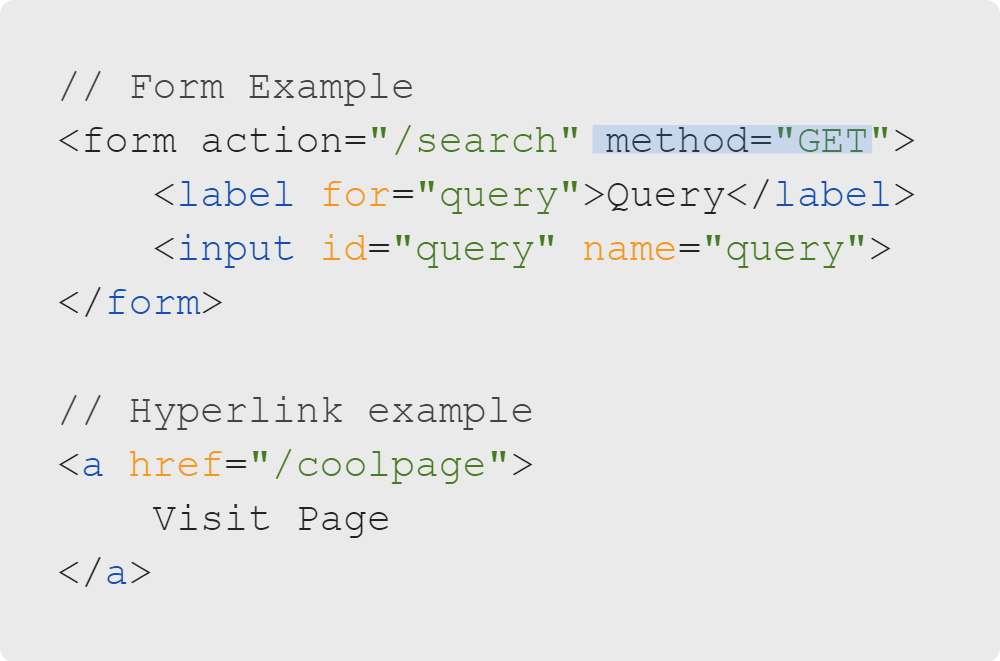 // Form Example
<form action="/search" method="GET">
    <label for="query">Query</label>
    <input id="query" name="query">
</form>

// Hyperlink example
<a href="/coolpage">
    Visit Page
</a>